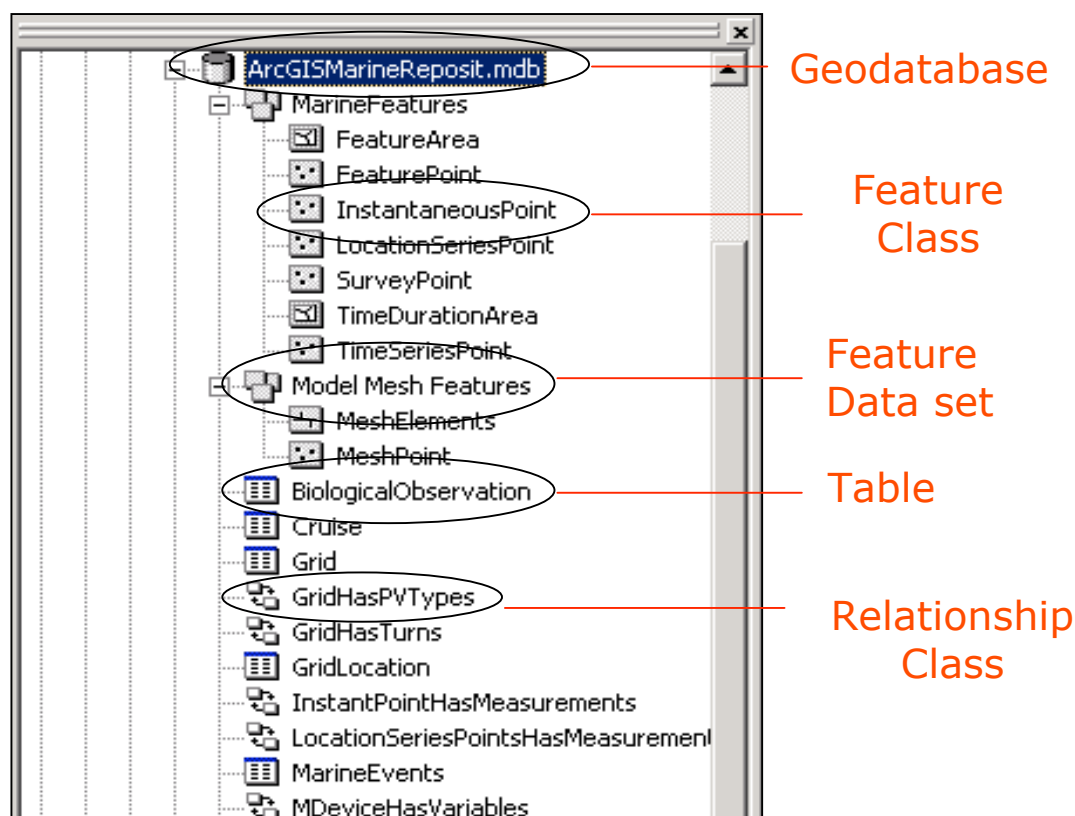 ArcGISMarineReposit.mdb
MarineFeatures
FeatureArea
FeaturePoint
InstantaneousPoint
LocationSeriesPoint
SurveyPoint
TimeDurationArea
TimeSeriesPoint
Model Mesh Features
MeshElements
MeshPoint
BiologicalObservation
Cruise
Grid
GridHasPVTypes
GridHasTurns
GridLocation
InstantPointHasMeasurements
LocationSeriesPointsHasMeasurement
MarineEvents
MDeviceHasVariables
Geodatabase
Feature
Class
Feature
Data set
Table
Relationship
Class